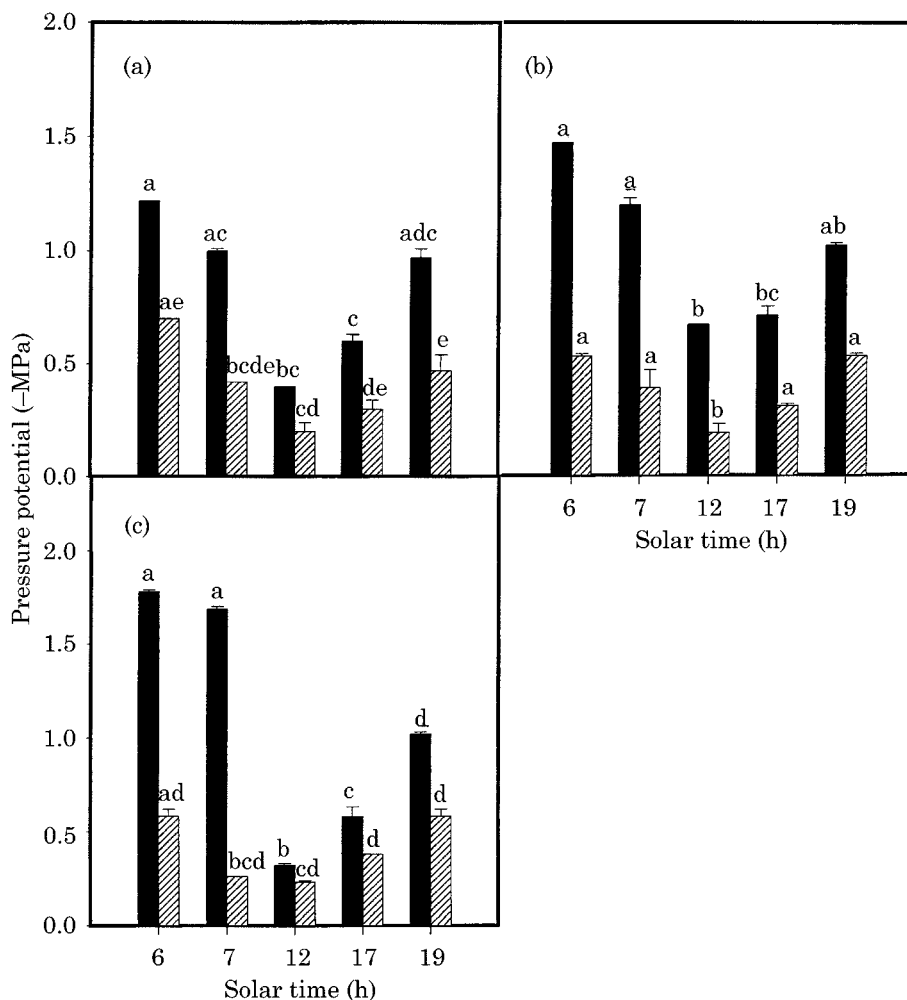 Pressure potential (–MPa)
2.0
1.5
1.0
0.5
0.0
(a)
a
ae
ac
bcde
bc
cd
c
de
adc
e
(b)
a
a
a
a
b
b
bc
a
ab
a
6 7 12 17 19
Solar time (h)
2.0
1.5
1.0
0.5
0.0
(c)
a
ad
a
bcd
b
cd
c
d
d
d
6 7 12 17 19
Solar time (h)